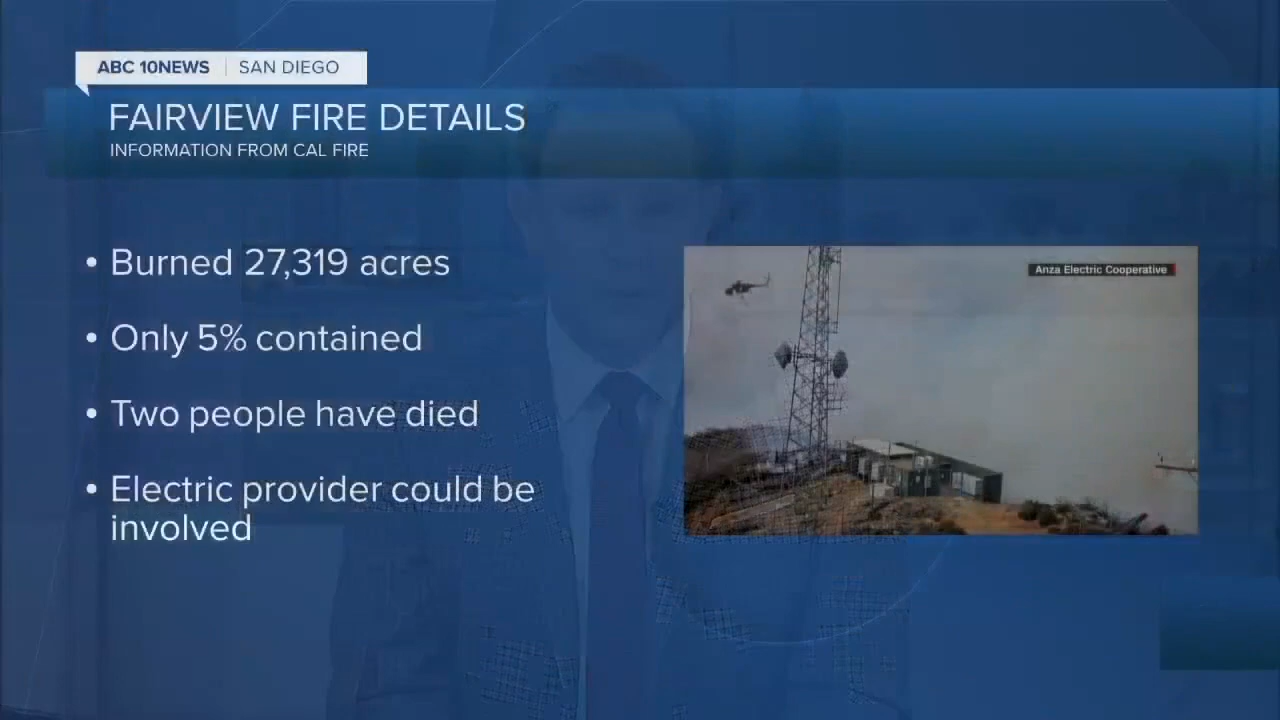 ABC 10NEWS | SAN DIEGO
FAIRVIEW FIRE DETAILS
INFORMATION FROM CAL FIRE
• Burned 27,319 acres
• Only 5% contained
• Two people have died
• Electric provider could be
involved
Anza Electric Cooperative